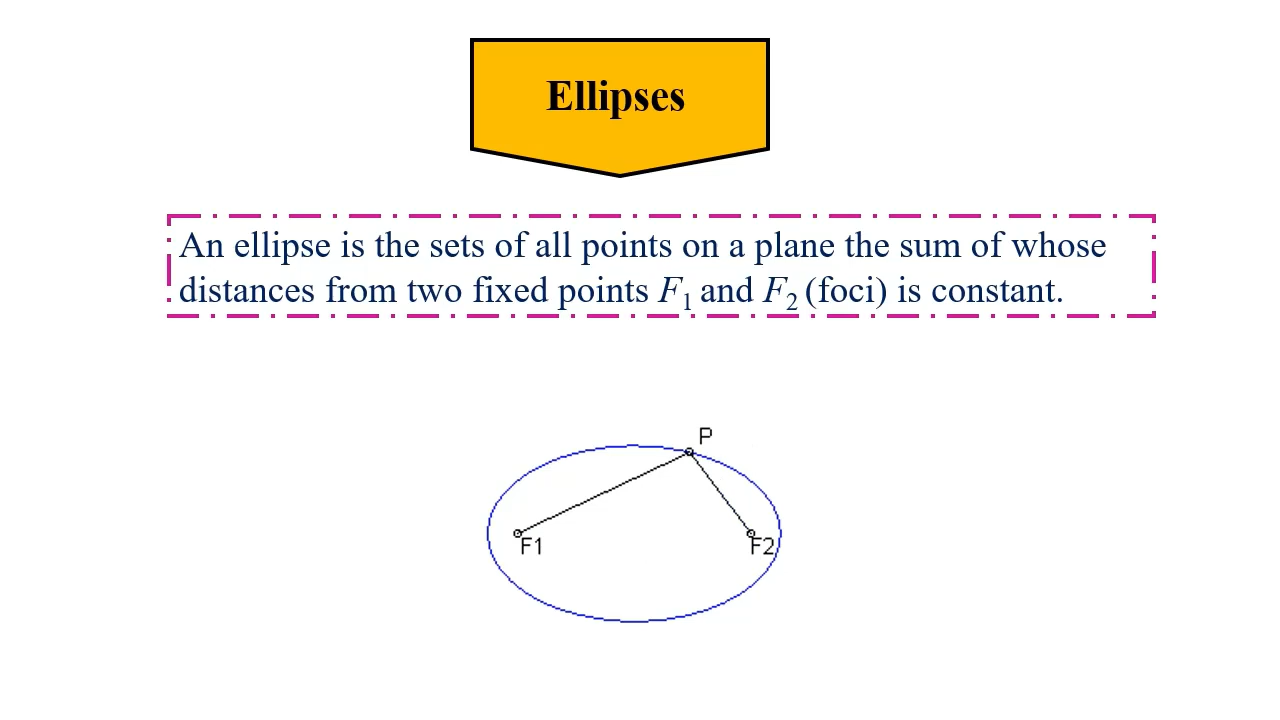 Ellipses
An ellipse is the sets of all points on a plane the sum of whose
distances from two fixed points F₁ and F₂ (foci) is constant.
P
F1
F2